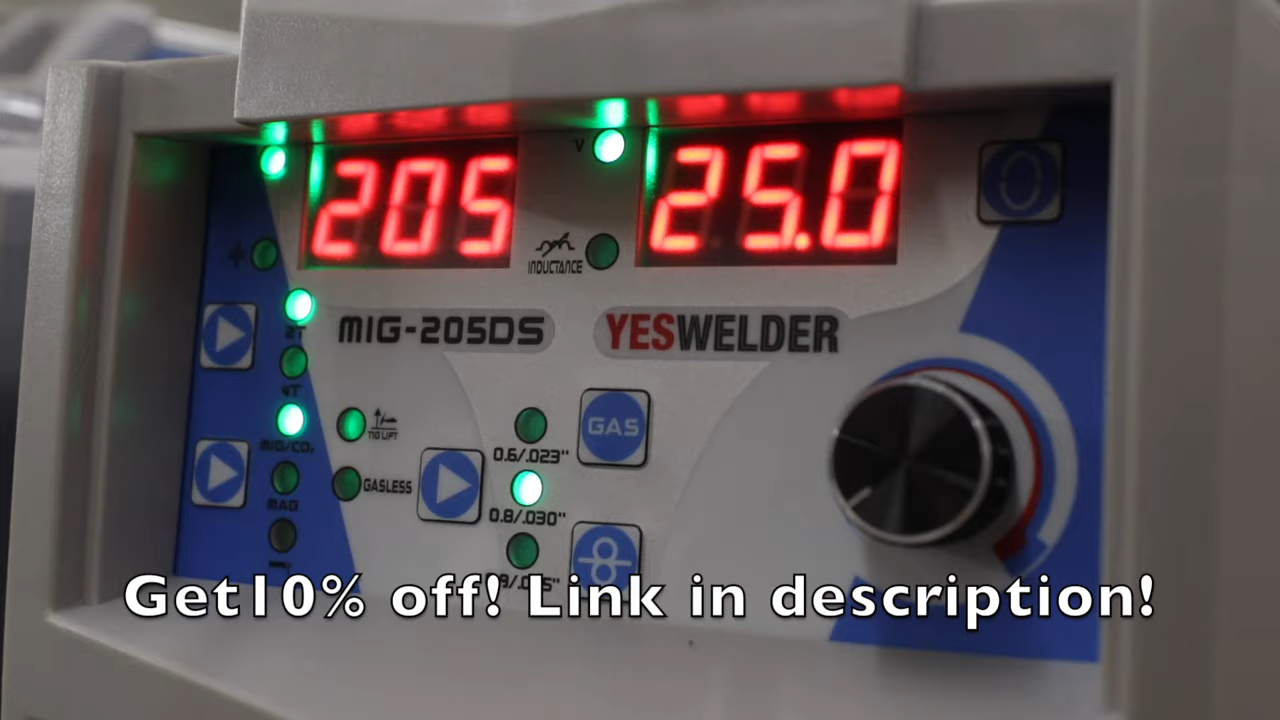 205
V
25.0
INDUCTANCE
MIG-205DS
YESWELDER
2T
4T
TIG LIFT
MIG/CO₂
GASLESS
MAG
GAS
0.6/.023"
0.8/.030"
Get10% off! Link in description!